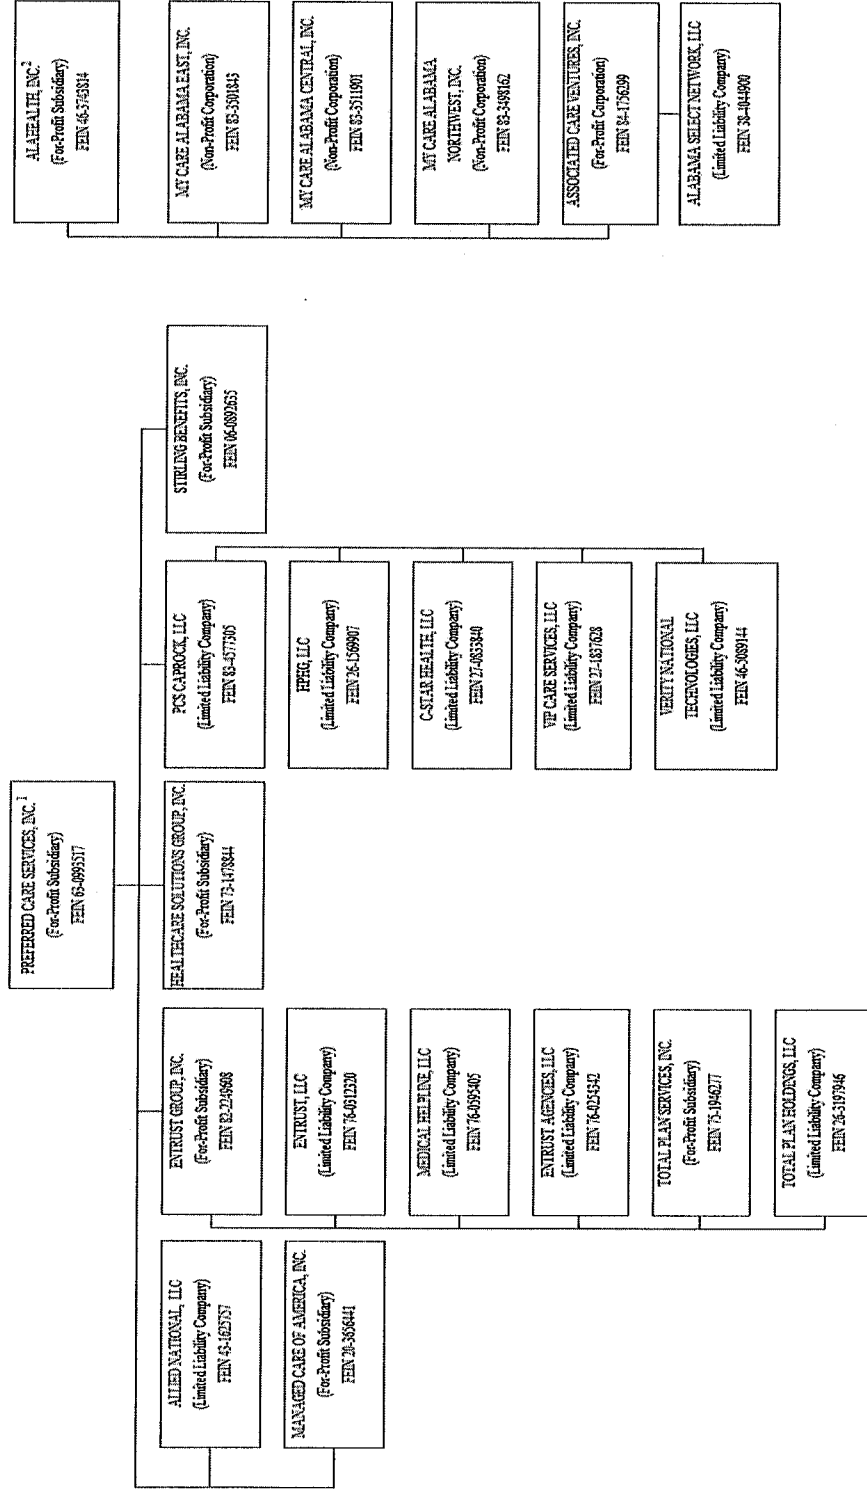 PREFERRED CARE SERVICES, INC. 1
(For-Profit Subsidiary)
FEIN 63-0993517
ALLIED NATIONAL, LLC
(Limited Liability Company)
FEIN 43-1625757
MANAGED CARE OF AMERICA, INC.
(For-Profit Subsidiary)
FEIN 20-3656441
ENTRUST GROUP, INC.
(For-Profit Subsidiary)
FEIN 82-2249608
ENTRUST, LLC
(Limited Liability Company)
FEIN 76-0312320
MEDICAL HELPLINE, LLC
(Limited Liability Company)
FEIN 76-0595405
ENTRUST AGENCIES, LLC
(Limited Liability Company)
FEIN 76-0254342
TOTAL PLAN SERVICES, INC.
(For-Profit Subsidiary)
FEIN 75-1946277
TOTAL PLAN HOLDINGS, LLC
(Limited Liability Company)
FEIN 26-3197946
HEALTHCARE SOLUTIONS GROUP, INC.
(For-Profit Subsidiary)
FEIN 73-1478844
PCS CAPROCK, LLC
(Limited Liability Company)
FEIN 83-4577305
HPHG, LLC
(Limited Liability Company)
FEIN 26-1569907
C-STAR HEALTH, LLC
(Limited Liability Company)
FEIN 27-0833840
VIP CARE SERVICES, LLC
(Limited Liability Company)
FEIN 27-1837628
VERITY NATIONAL
TECHNOLOGIES, LLC
(Limited Liability Company)
FEIN 46-5089144
STIRLING BENEFITS, INC.
(For-Profit Subsidiary)
FEIN 06-0892635
ALAHEALTH, INC. 2
(For-Profit Subsidiary)
FEIN 46-3743814
MY CARE ALABAMA EAST, INC.
(Non-Profit Corporation)
FEIN 83-3501843
MY CARE ALABAMA CENTRAL, INC.
(Non-Profit Corporation)
FEIN 83-3511901
MY CARE ALABAMA
NORTHWEST, INC.
(Non-Profit Corporation)
FEIN 83-3498162
ASSOCIATED CARE VENTURES, INC.
(For-Profit Corporation)
FEIN 84-1756299
ALABAMA SELECT NETWORK, LLC
(Limited Liability Company)
FEIN 38-4044900